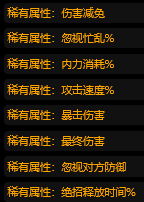 稀有属性：伤害减免
稀有属性：忽视忙乱%
稀有属性：内力消耗%
稀有属性：攻击速度%
稀有属性：暴击伤害
稀有属性：最终伤害
稀有属性：忽视对方防御
稀有属性：绝招释放时间%